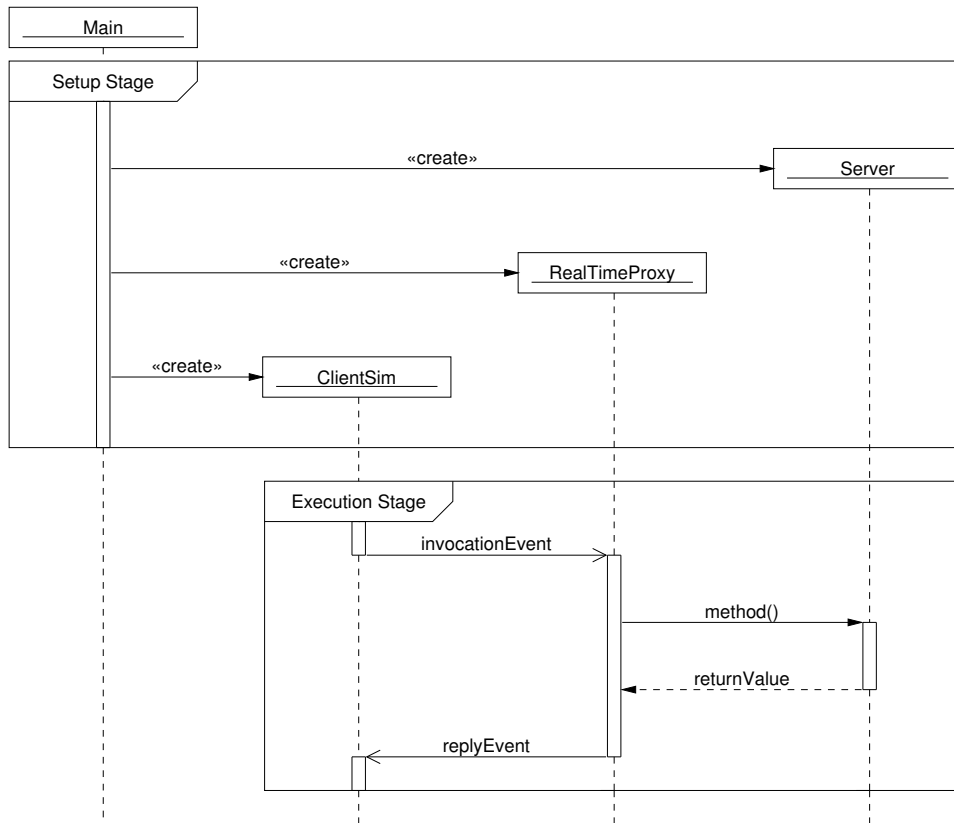 Main
Setup Stage
«create»
Server
«create»
RealTimeProxy
«create»
ClientSim
Execution Stage
invocationEvent
method()
returnValue
replyEvent